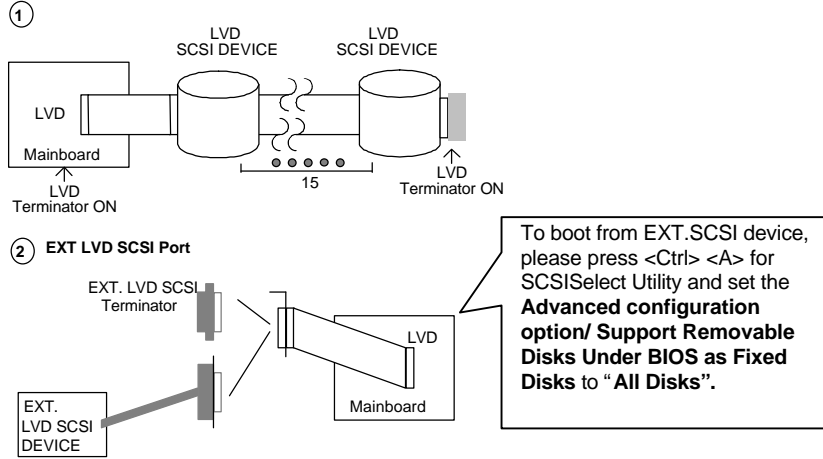 1
LVD
SCSI DEVICE
LVD
SCSI DEVICE
LVD
Mainboard
LVD
Terminator ON
15
LVD
Terminator ON
2 EXT LVD SCSI Port
EXT. LVD SCSI
Terminator
LVD
Mainboard
EXT.
LVD SCSI
DEVICE
To boot from EXT.SCSI device,
please press <Ctrl> <A> for
SCSISelect Utility and set the
Advanced configuration
option/ Support Removable
Disks Under BIOS as Fixed
Disks to “All Disks”.